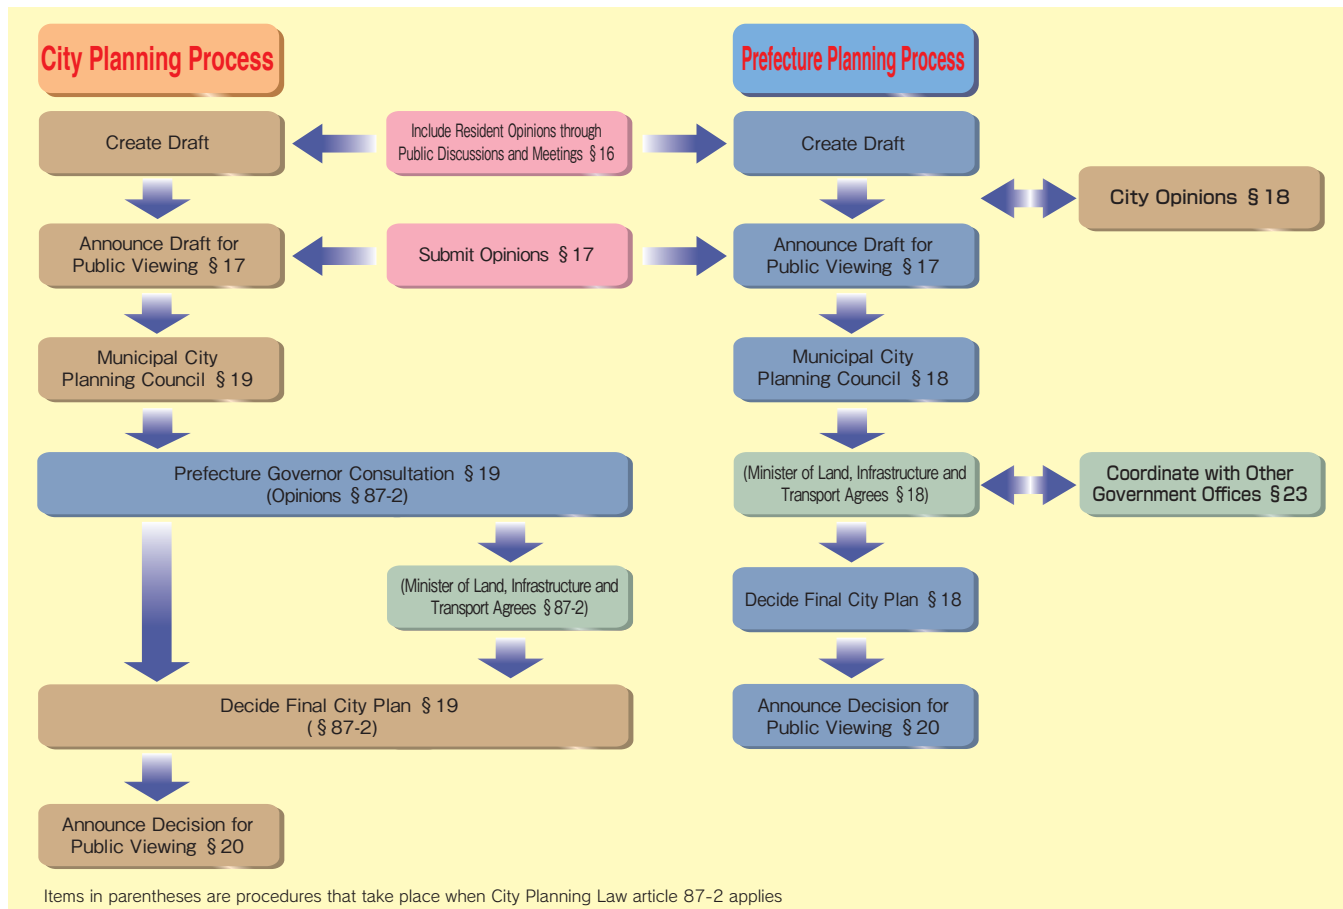 City Planning Process
Create Draft
Announce Draft for
Public Viewing §17
Municipal City
Planning Council §19
Prefecture Governor Consultation §19
(Opinions §87-2)
(Minister of Land, Infrastructure and
Transport Agrees §87-2)
Decide Final City Plan §19
(§87-2)
Announce Decision for
Public Viewing §20
Include Resident Opinions through
Public Discussions and Meetings §16
Submit Opinions §17
Prefecture Planning Process
Create Draft
City Opinions §18
Announce Draft for
Public Viewing §17
Municipal City
Planning Council §18
(Minister of Land, Infrastructure and
Transport Agrees §18)
Coordinate with Other
Government Offices §23
Decide Final City Plan §18
Announce Decision for
Public Viewing §20
Items in parentheses are procedures that take place when City Planning Law article 87-2 applies